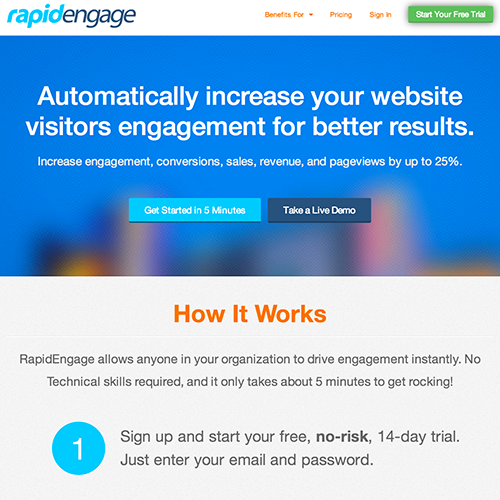 rapidengage
Benefits For Pricing Sign In Start Your Free Trial
Automatically increase your website
visitors engagement for better results.
Increase engagement, conversions, sales, revenue, and pageviews by up to 25%.
Get Started in 5 Minutes Take a Live Demo
How It Works
RapidEngage allows anyone in your organization to drive engagement instantly. No
Technical skills required, and it only takes about 5 minutes to get rocking!
1 Sign up and start your free, no-risk, 14-day trial.
Just enter your email and password.